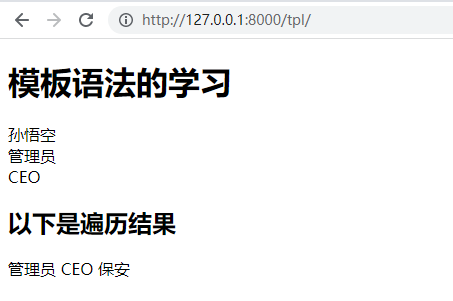 http://127.0.0.1:8000/tpl/
模板语法的学习
孙悟空
管理员
CEO
以下是遍历结果
管理员 CEO 保安